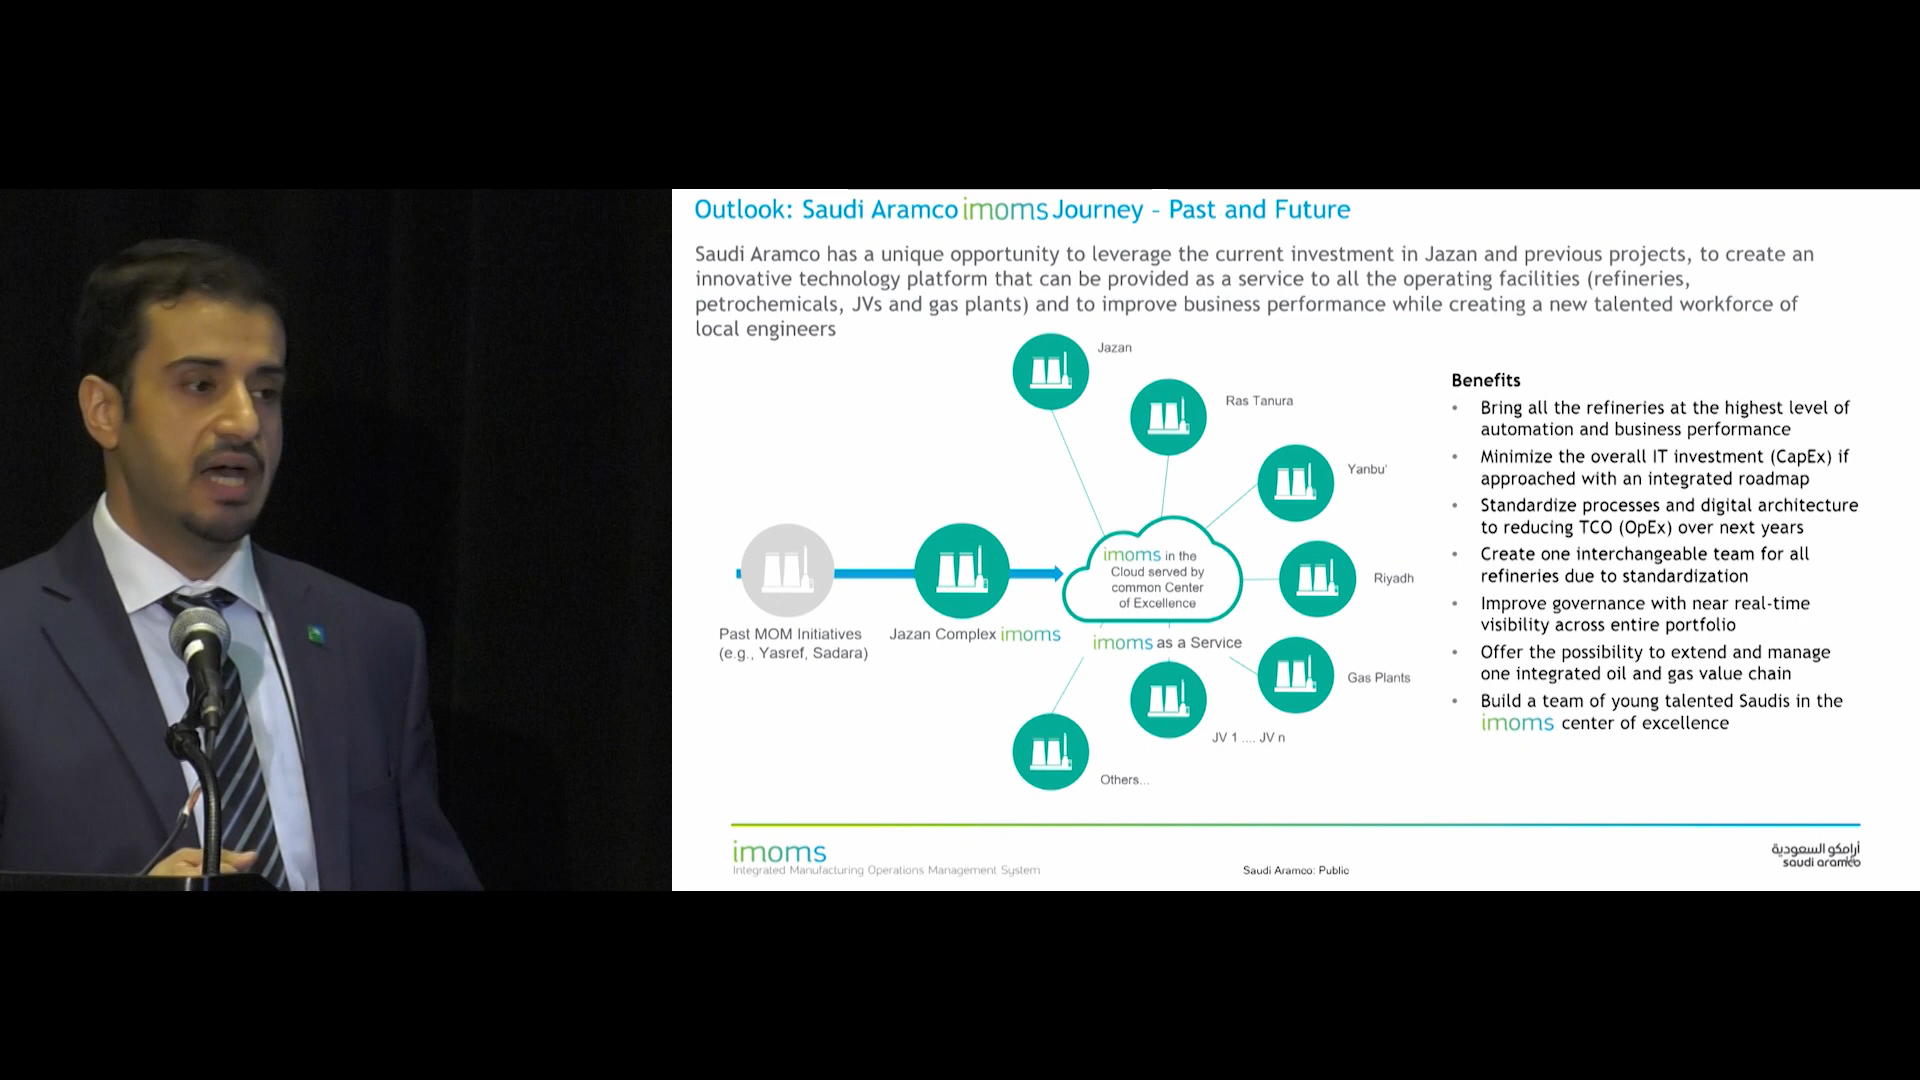 Outlook: Saudi Aramco imoms Journey – Past and Future
Saudi Aramco has a unique opportunity to leverage the current investment in Jazan and previous projects, to create an
innovative technology platform that can be provided as a service to all the operating facilities (refineries,
petrochemicals, JVs and gas plants) and to improve business performance while creating a new talented workforce of
local engineers
Jazan
Ras Tanura
Yanbu'
Riyadh
Gas Plants
JV 1 .... JV n
Others...
Past MOM Initiatives
(e.g., Yasref, Sadara)
Jazan Complex imoms
imoms in the
Cloud served by
common Center
of Excellence
imoms as a Service
Benefits
• Bring all the refineries at the highest level of
automation and business performance
• Minimize the overall IT investment (CapEx) if
approached with an integrated roadmap
• Standardize processes and digital architecture
to reducing TCO (OpEx) over next years
• Create one interchangeable team for all
refineries due to standardization
• Improve governance with near real-time
visibility across entire portfolio
• Offer the possibility to extend and manage
one integrated oil and gas value chain
• Build a team of young talented Saudis in the
imoms center of excellence
imoms
Integrated Manufacturing Operations Management System
Saudi Aramco: Public
أرامكو السعودية
saudi aramco